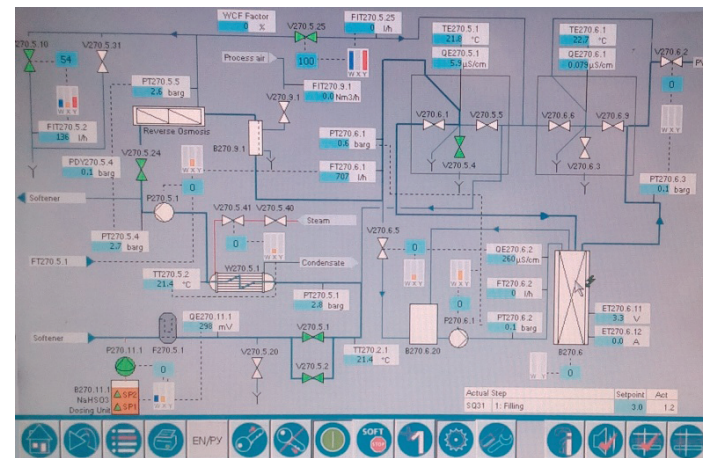 WCF Factor
0 %
V270.5.25
FIT270.5.25
0 l/h
TE270.5.1
21.8 °C
QE270.5.1
5.9 µS/cm
TE270.6.1
22.7 °C
QE270.6.1
0.079 µS/cm
V270.6.2
V270.5.10
V270.5.31
54
W X Y
FIT270.5.2
136 l/h
PT270.5.5
2.6 barg
Process air
100
W X Y
FIT270.9.1
0.0 Nm3/h
V270.9.1
Reverse Osmosis
B270.9.1
PT270.6.1
0.6 barg
FT270.6.1
707 l/h
V270.6.1
V270.5.5
V270.5.4
V270.6.6
V270.6.9
V270.6.3
0
W X Y
PT270.6.3
0.1 barg
PDY270.5.4
0.1 barg
V270.5.24
W X Y
0
P270.5.1
Softener
PT270.5.4
2.7 barg
FT270.5.1
V270.5.41
V270.5.40
Steam
0
W X Y
Condensate
TT270.5.2
21.4 °C
W270.5.1
PT270.5.1
2.8 barg
V270.6.5
0
W X Y
QE270.6.2
260 µS/cm
FT270.6.2
0 l/h
PT270.6.2
0.1 barg
0
W X Y
B270.6.20
P270.6.1
ET270.6.11
3.3 V
ET270.6.12
0.0 A
B270.6
W X Y
0
QE270.11.1
290 mV
Softener
P270.11.1
F270.5.1
V270.5.20
V270.5.1
V270.5.2
TT270.2.1
21.4 °C
0
W X Y
B270.11.1
NaHSO3
Dosing Unit
SP2
SP1
Actual Step
Setpoint
Act
SQ31
1: Filling
3.0
1.2
EN/РУ
SOFT
STOP
1